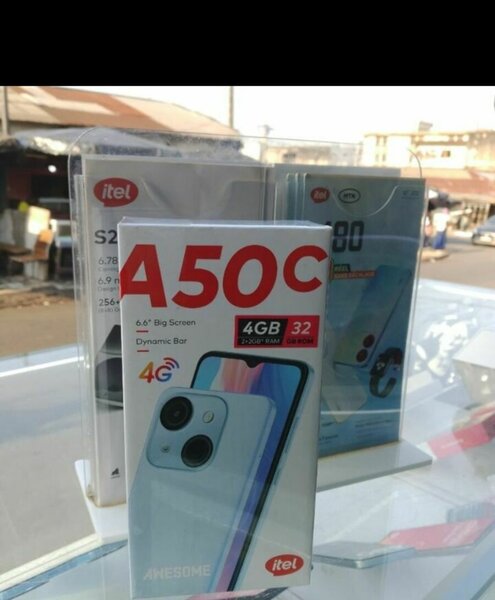 itel
S2
6.78
6.9
256
itel
MTN
80
A50C
6.6" Big Screen
Dynamic Bar
4GB 32
2+2GB* RAM GB ROM
4G
AWESOME
itel